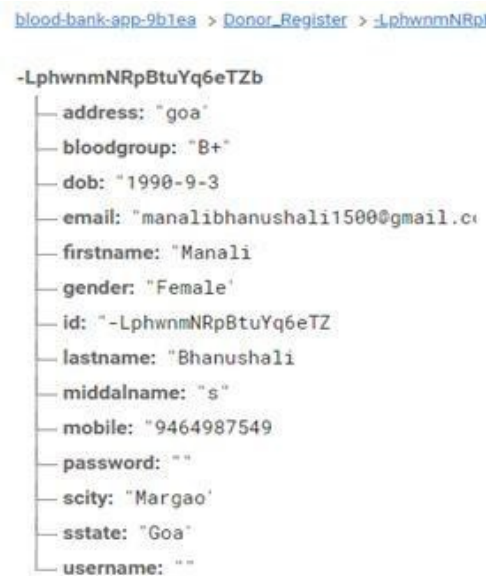 blood-bank-app-9b1ea > Donor_Register > -LphwnmNRpB
-LphwnmNRpBtuYq6eTZb
address: "goa"
bloodgroup: "B+"
dob: "1990-9-3
email: "manalibhanushali1500@gmail.c
firstname: "Manali
gender: "Female'
id: "-LphwnmNRpBtuYq6eTZ
lastname: "Bhanushali
middalname: "s"
mobile: "9464987549
password: ""
scity: "Margao'
sstate: "Goa'
username: ""